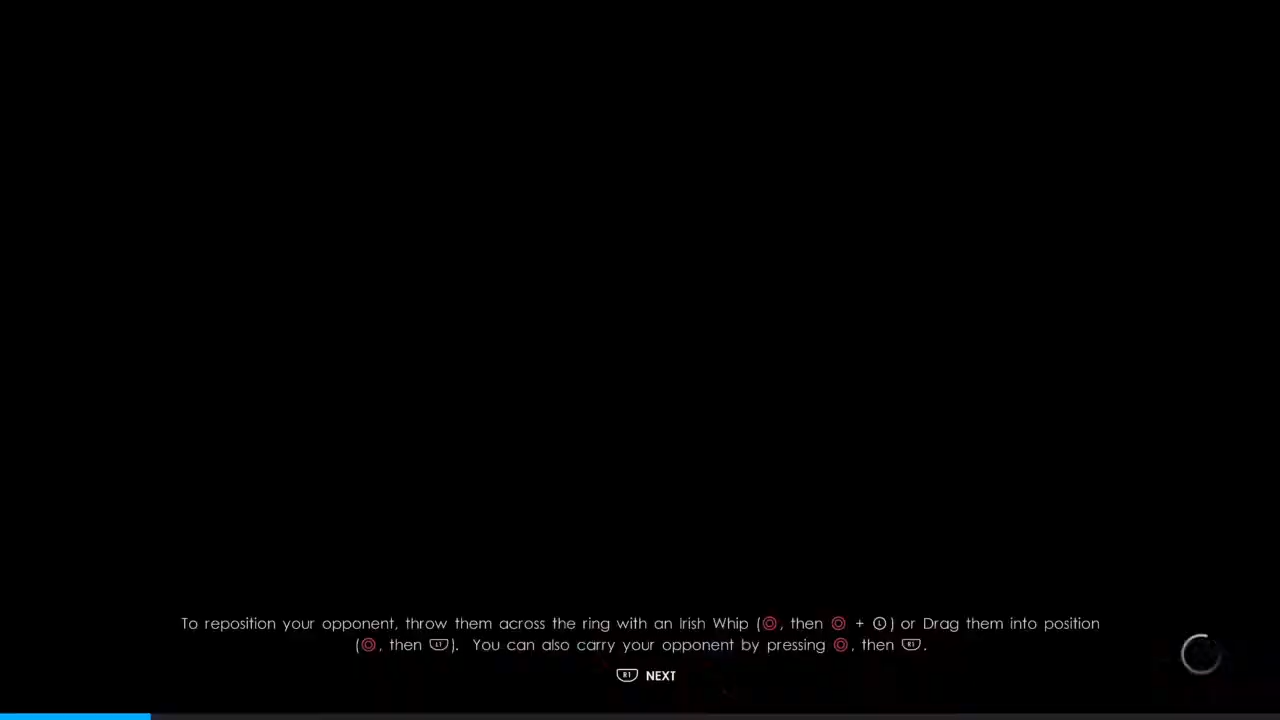 To reposition your opponent, throw them across the ring with an Irish Whip (◎, then ◎ + Ⓛ) or Drag them into position
(◎, then L1). You can also carry your opponent by pressing ◎, then R1.
R1 NEXT